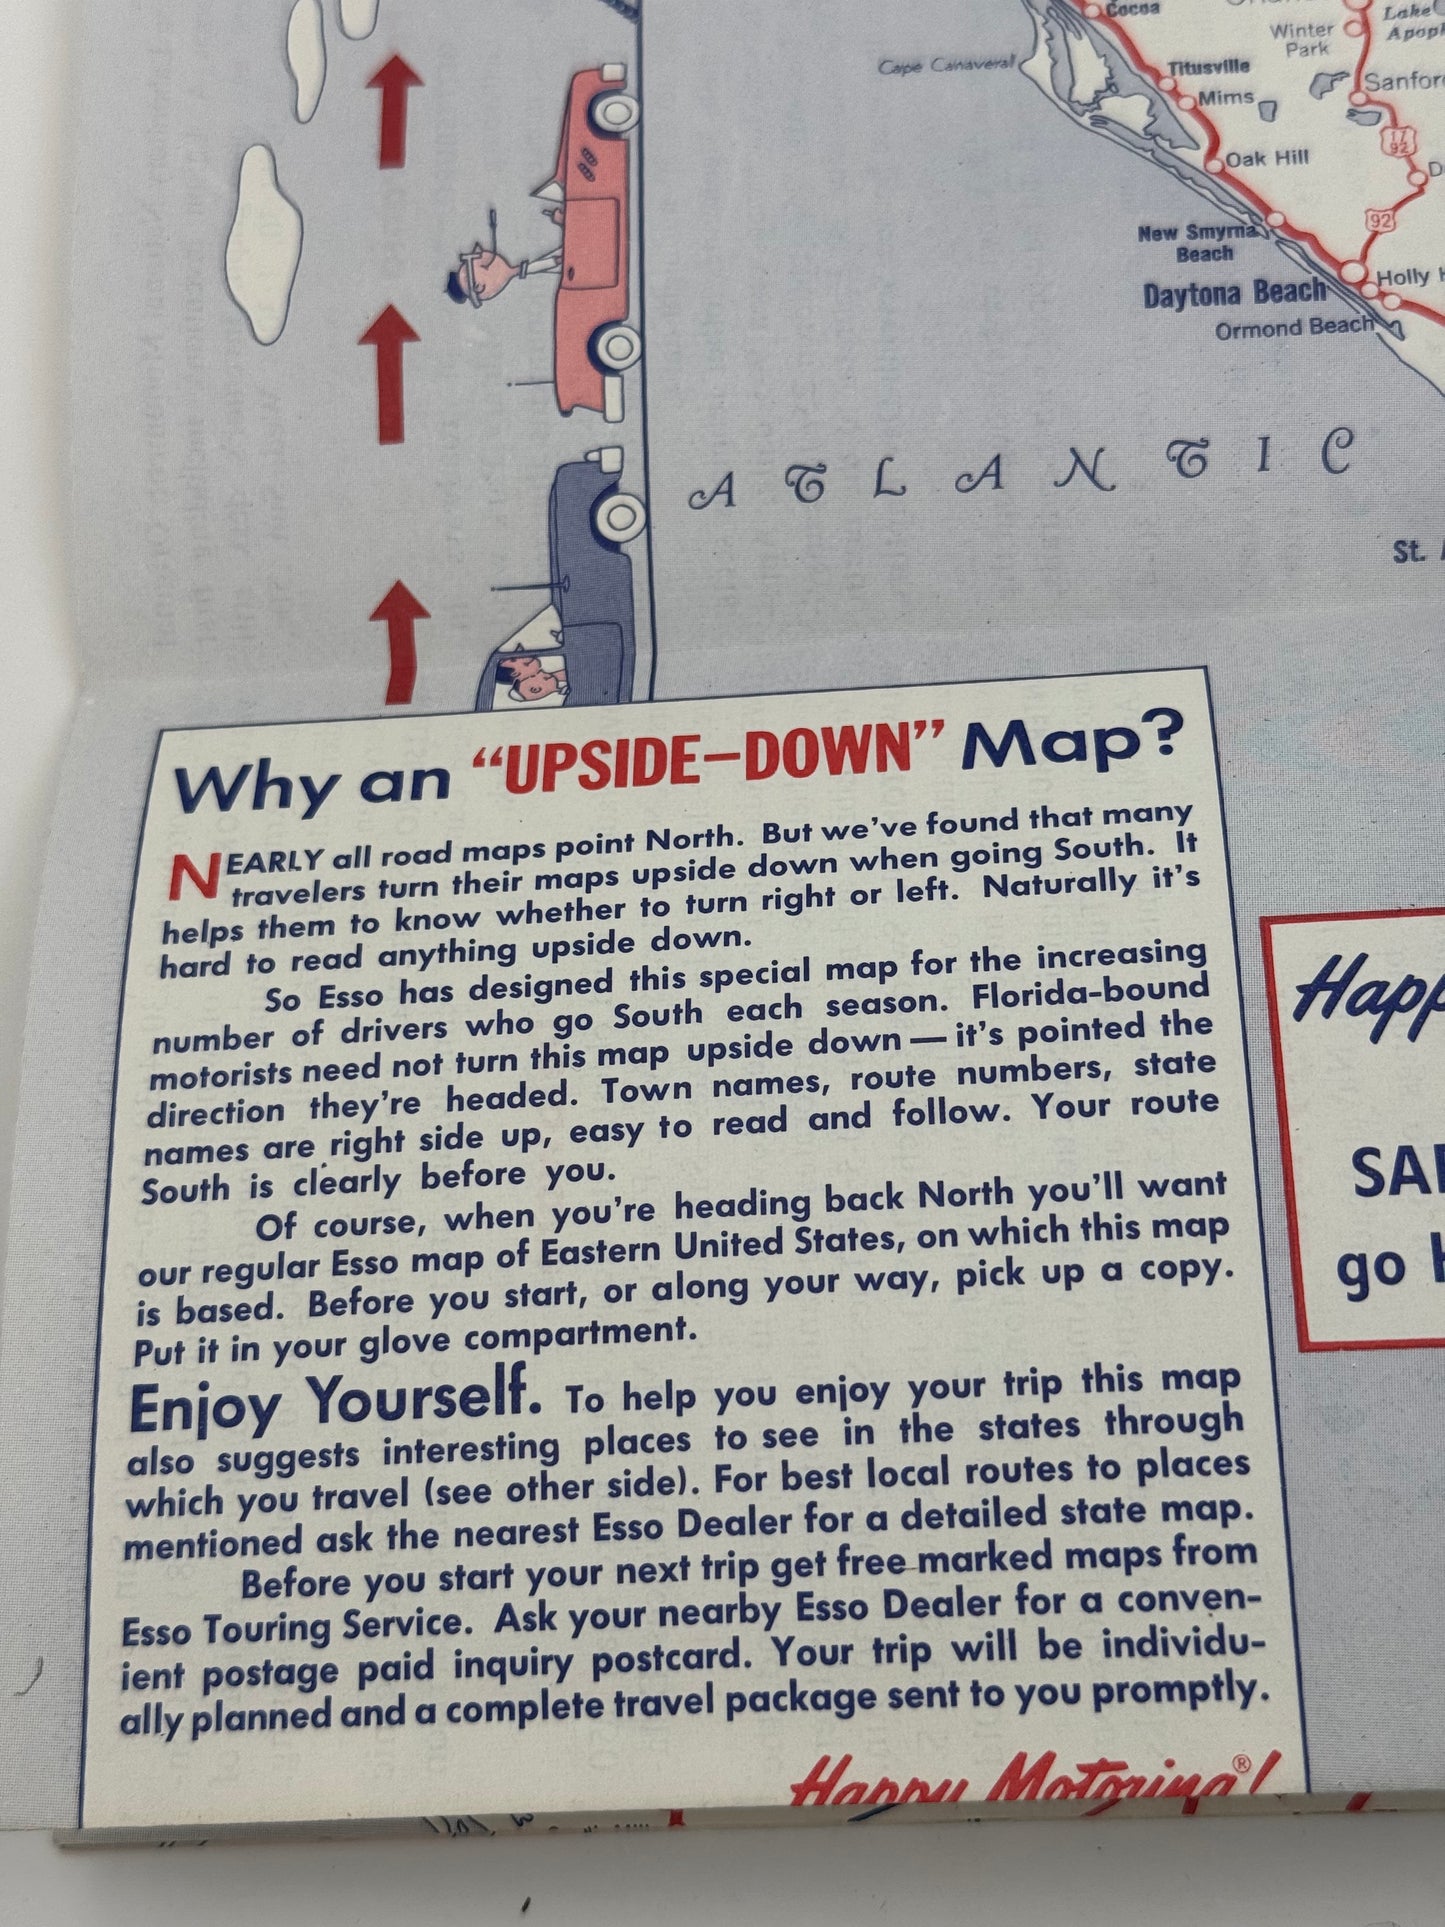 Cocoa
Winter
Park
Lake
Cape Canaveral
Titusville
Mims
Sanford
17
92
Oak Hill
92
New Smyrna
Beach
Daytona Beach
Holly
Ormond Beach
ATLANTIC
St.
Why an “UPSIDE–DOWN” Map?
NEARLY all road maps point North. But we’ve found that many
travelers turn their maps upside down when going South. It
helps them to know whether to turn right or left. Naturally it’s
hard to read anything upside down.
So Esso has designed this special map for the increasing
number of drivers who go South each season. Florida-bound
motorists need not turn this map upside down — it’s pointed the
direction they’re headed. Town names, route numbers, state
names are right side up, easy to read and follow. Your route
South is clearly before you.
Of course, when you’re heading back North you’ll want
our regular Esso map of Eastern United States, on which this map
is based. Before you start, or along your way, pick up a copy.
Put it in your glove compartment.
Enjoy Yourself. To help you enjoy your trip this map
also suggests interesting places to see in the states through
which you travel (see other side). For best local routes to places
mentioned ask the nearest Esso Dealer for a detailed state map.
Before you start your next trip get free marked maps from
Esso Touring Service. Ask your nearby Esso Dealer for a conven-
ient postage paid inquiry postcard. Your trip will be individu-
ally planned and a complete travel package sent to you promptly.
Happy Motoring!®
go